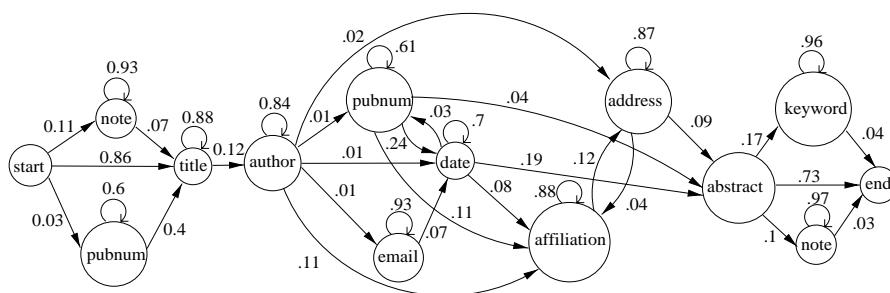 .02
.87
0.93
.61
.96
note
pubnum
address
keyword
0.88
0.84
.03
.04
.09
0.11
.07
.01
.7
.17
.04
.24
start
0.86
title
0.12
author
.01
date
.19
.12
abstract
.73
end
0.03
0.6
.01
.93
.08
.88
.04
.97
pubnum
0.4
email
.07
.11
affiliation
.1
note
.03
.11